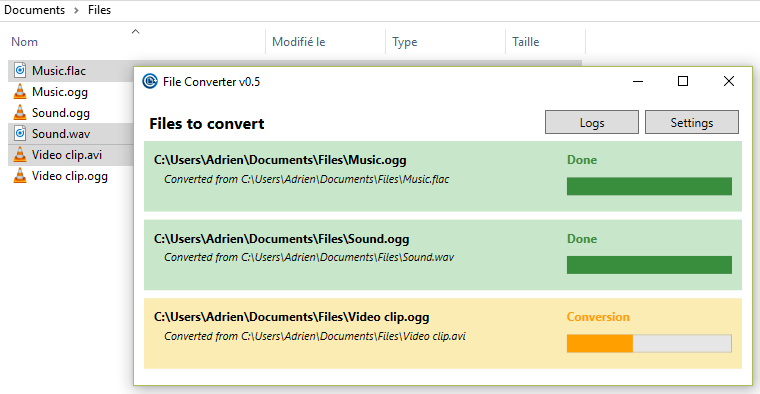 Documents > Files
Nom Modifié le Type Taille
Music.flac
Music.ogg
Sound.ogg
Sound.wav
Video clip.avi
Video clip.ogg
File Converter v0.5
Files to convert
Logs Settings
C:\Users\Adrien\Documents\Files\Music.ogg Done
Converted from C:\Users\Adrien\Documents\Files\Music.flac
C:\Users\Adrien\Documents\Files\Sound.ogg Done
Converted from C:\Users\Adrien\Documents\Files\Sound.wav
C:\Users\Adrien\Documents\Files\Video clip.ogg Conversion
Converted from C:\Users\Adrien\Documents\Files\Video clip.avi